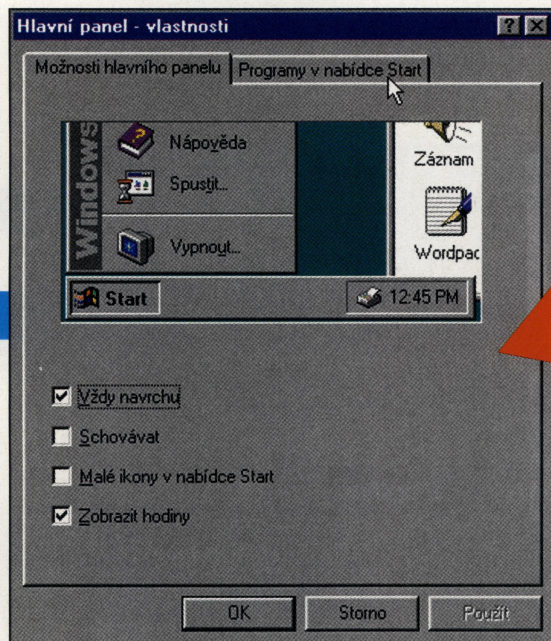 Hlavní panel - vlastnosti
Možnosti hlavního panelu
Programy v nabídce Start
Windows
Nápověda
Spustit...
Vypnout...
Záznam
Wordpac
Start
12:45 PM
Vždy navrchu
Schovávat
Malé ikony v nabídce Start
Zobrazit hodiny
OK
Storno
Použít